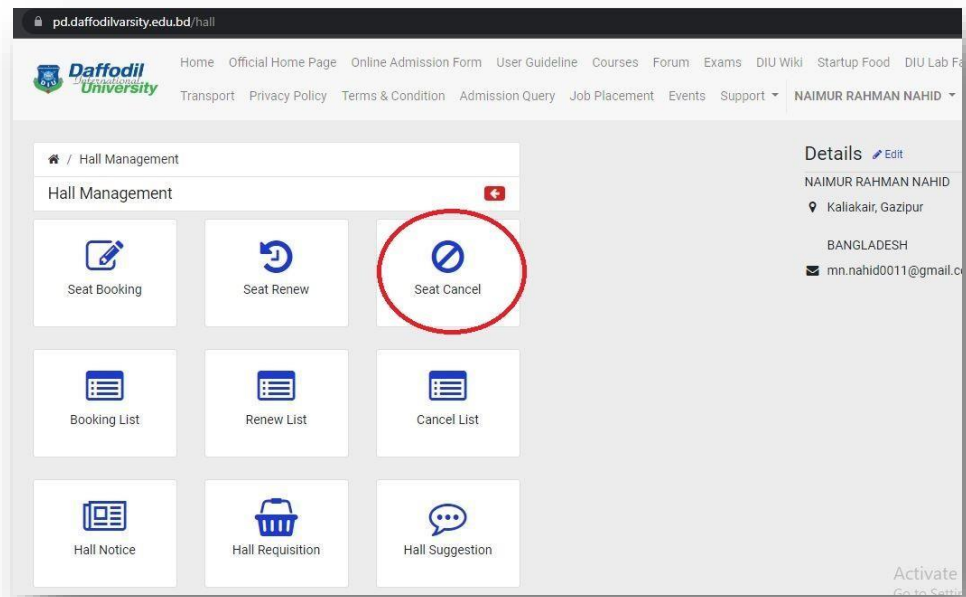 pd.daffodilvarsity.edu.bd/hall
Daffodil
International
University
Home Official Home Page Online Admission Form User Guideline Courses Forum Exams DIU Wiki Startup Food DIU Lab
Transport Privacy Policy Terms & Condition Admission Query Job Placement Events Support NAIMUR RAHMAN NAHID
/ Hall Management
Hall Management
Seat Booking Seat Renew Seat Cancel
Booking List Renew List Cancel List
Hall Notice Hall Requisition Hall Suggestion
Details Edit
NAIMUR RAHMAN NAHID
Kaliakair, Gazipur
BANGLADESH
mn.nahid0011@gmail.c
Activate
Go to